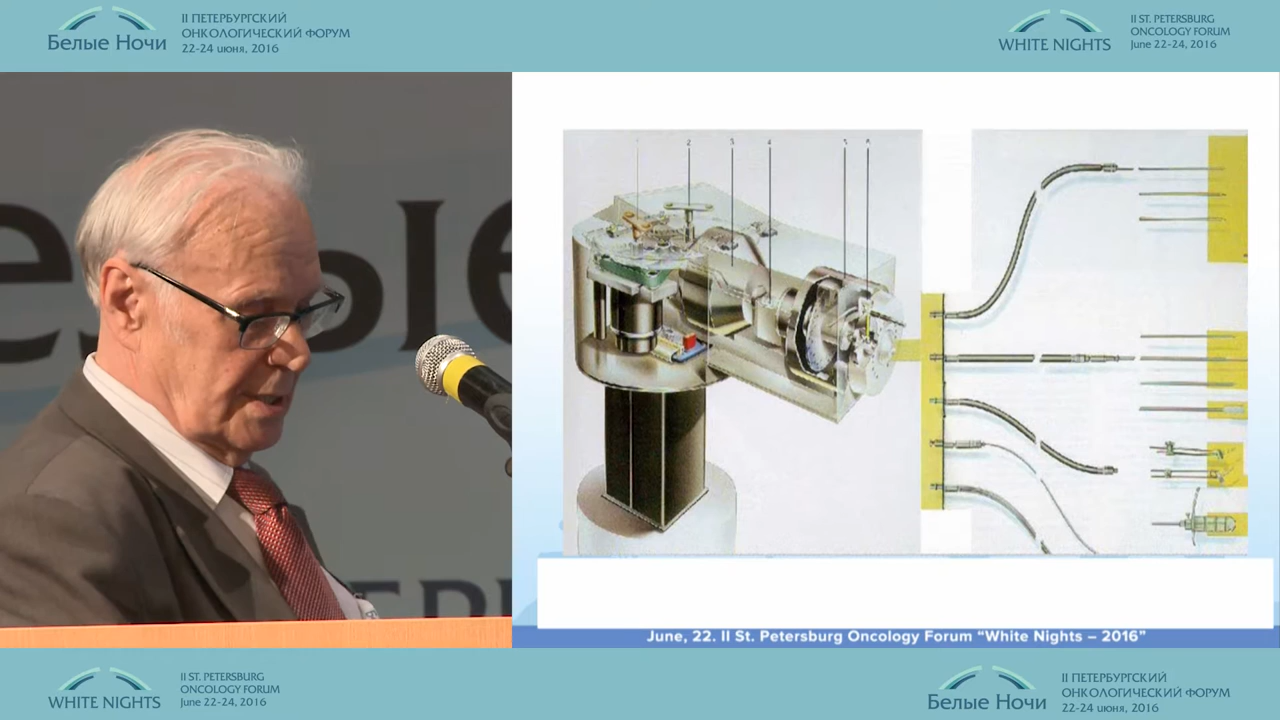 Белые Ночи
II ПЕТЕРБУРГСКИЙ
ОНКОЛОГИЧЕСКИЙ ФОРУМ
22-24 июня, 2016
WHITE NIGHTS
II ST. PETERSBURG
ONCOLOGY FORUM
June 22-24, 2016
1 2 3 4 5 6
June, 22. II St. Petersburg Oncology Forum “White Nights – 2016”
WHITE NIGHTS
II ST. PETERSBURG
ONCOLOGY FORUM
June 22-24, 2016
Белые Ночи
II ПЕТЕРБУРГСКИЙ
ОНКОЛОГИЧЕСКИЙ ФОРУМ
22-24 июня, 2016